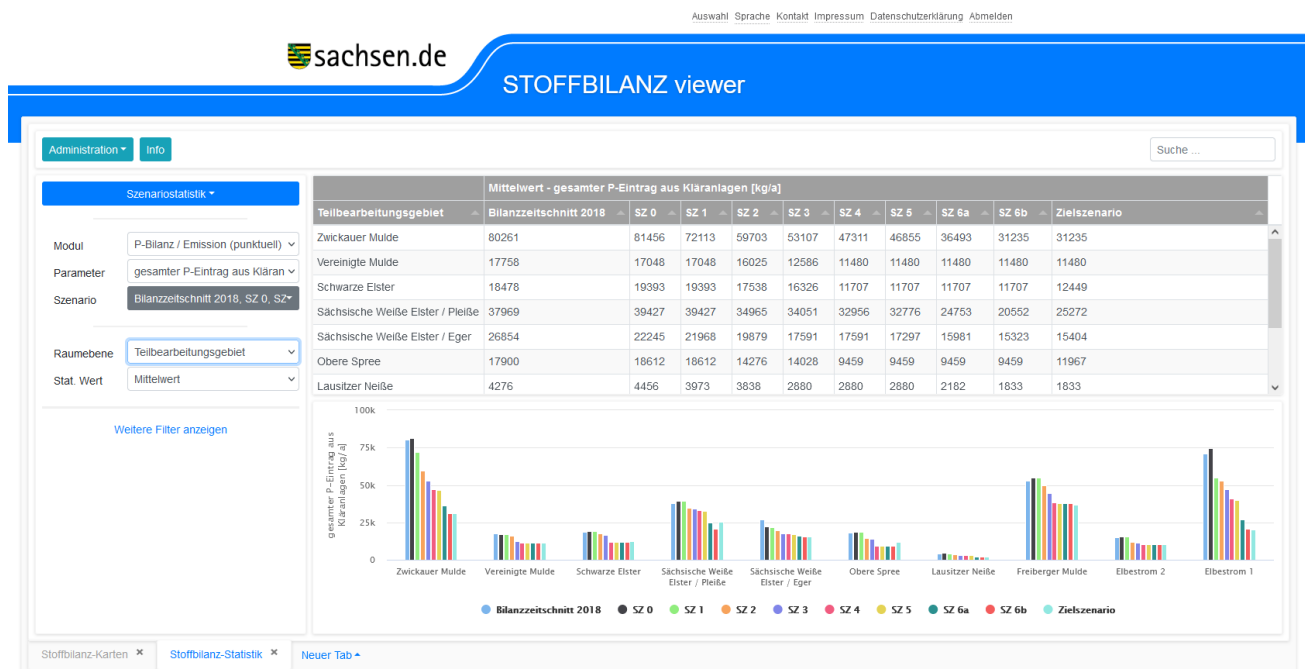 Auswahl Sprache Kontakt Impressum Datenschutzerklärung Abmelden
sachsen.de
STOFFBILANZ viewer
Administration Info Suche ...
Szenariostatistik
Modul P-Bilanz / Emission (punktuell)
Parameter gesamter P-Eintrag aus Kläran
Szenario Bilanzzeitschnitt 2018, SZ 0, SZ
Raumebene Teilbearbeitungsgebiet
Stat. Wert Mittelwert
Weitere Filter anzeigen
Mittelwert - gesamter P-Eintrag aus Kläranlagen [kg/a]
Teilbearbeitungsgebiet Bilanzzeitschnitt 2018 SZ 0 SZ 1 SZ 2 SZ 3 SZ 4 SZ 5 SZ 6a SZ 6b Zielszenario
Zwickauer Mulde 80261 81456 72113 59703 53107 47311 46855 36493 31235 31235
Vereinigte Mulde 17758 17048 17048 16025 12586 11480 11480 11480 11480 11480
Schwarze Elster 18478 19393 19393 17538 16326 11707 11707 11707 11707 12449
Sächsische Weiße Elster / Pleiße 37969 39427 39427 34965 34051 32956 32776 24753 20552 25272
Sächsische Weiße Elster / Eger 26854 22245 21968 19879 17591 17591 17297 15981 15323 15404
Obere Spree 17900 18612 18612 14276 14028 9459 9459 9459 9459 11967
Lausitzer Neiße 4276 4456 3973 3838 2880 2880 2880 2182 1833 1833
gesamter P-Eintrag aus
Kläranlagen [kg/a]
100k
75k
50k
25k
0
Zwickauer Mulde Vereinigte Mulde Schwarze Elster Sächsische Weiße Elster / Pleiße Sächsische Weiße Elster / Eger Obere Spree Lausitzer Neiße Freiberger Mulde Elbestrom 2 Elbestrom 1
Bilanzzeitschnitt 2018 SZ 0 SZ 1 SZ 2 SZ 3 SZ 4 SZ 5 SZ 6a SZ 6b Zielszenario
Stoffbilanz-Karten × Stoffbilanz-Statistik × Neuer Tab